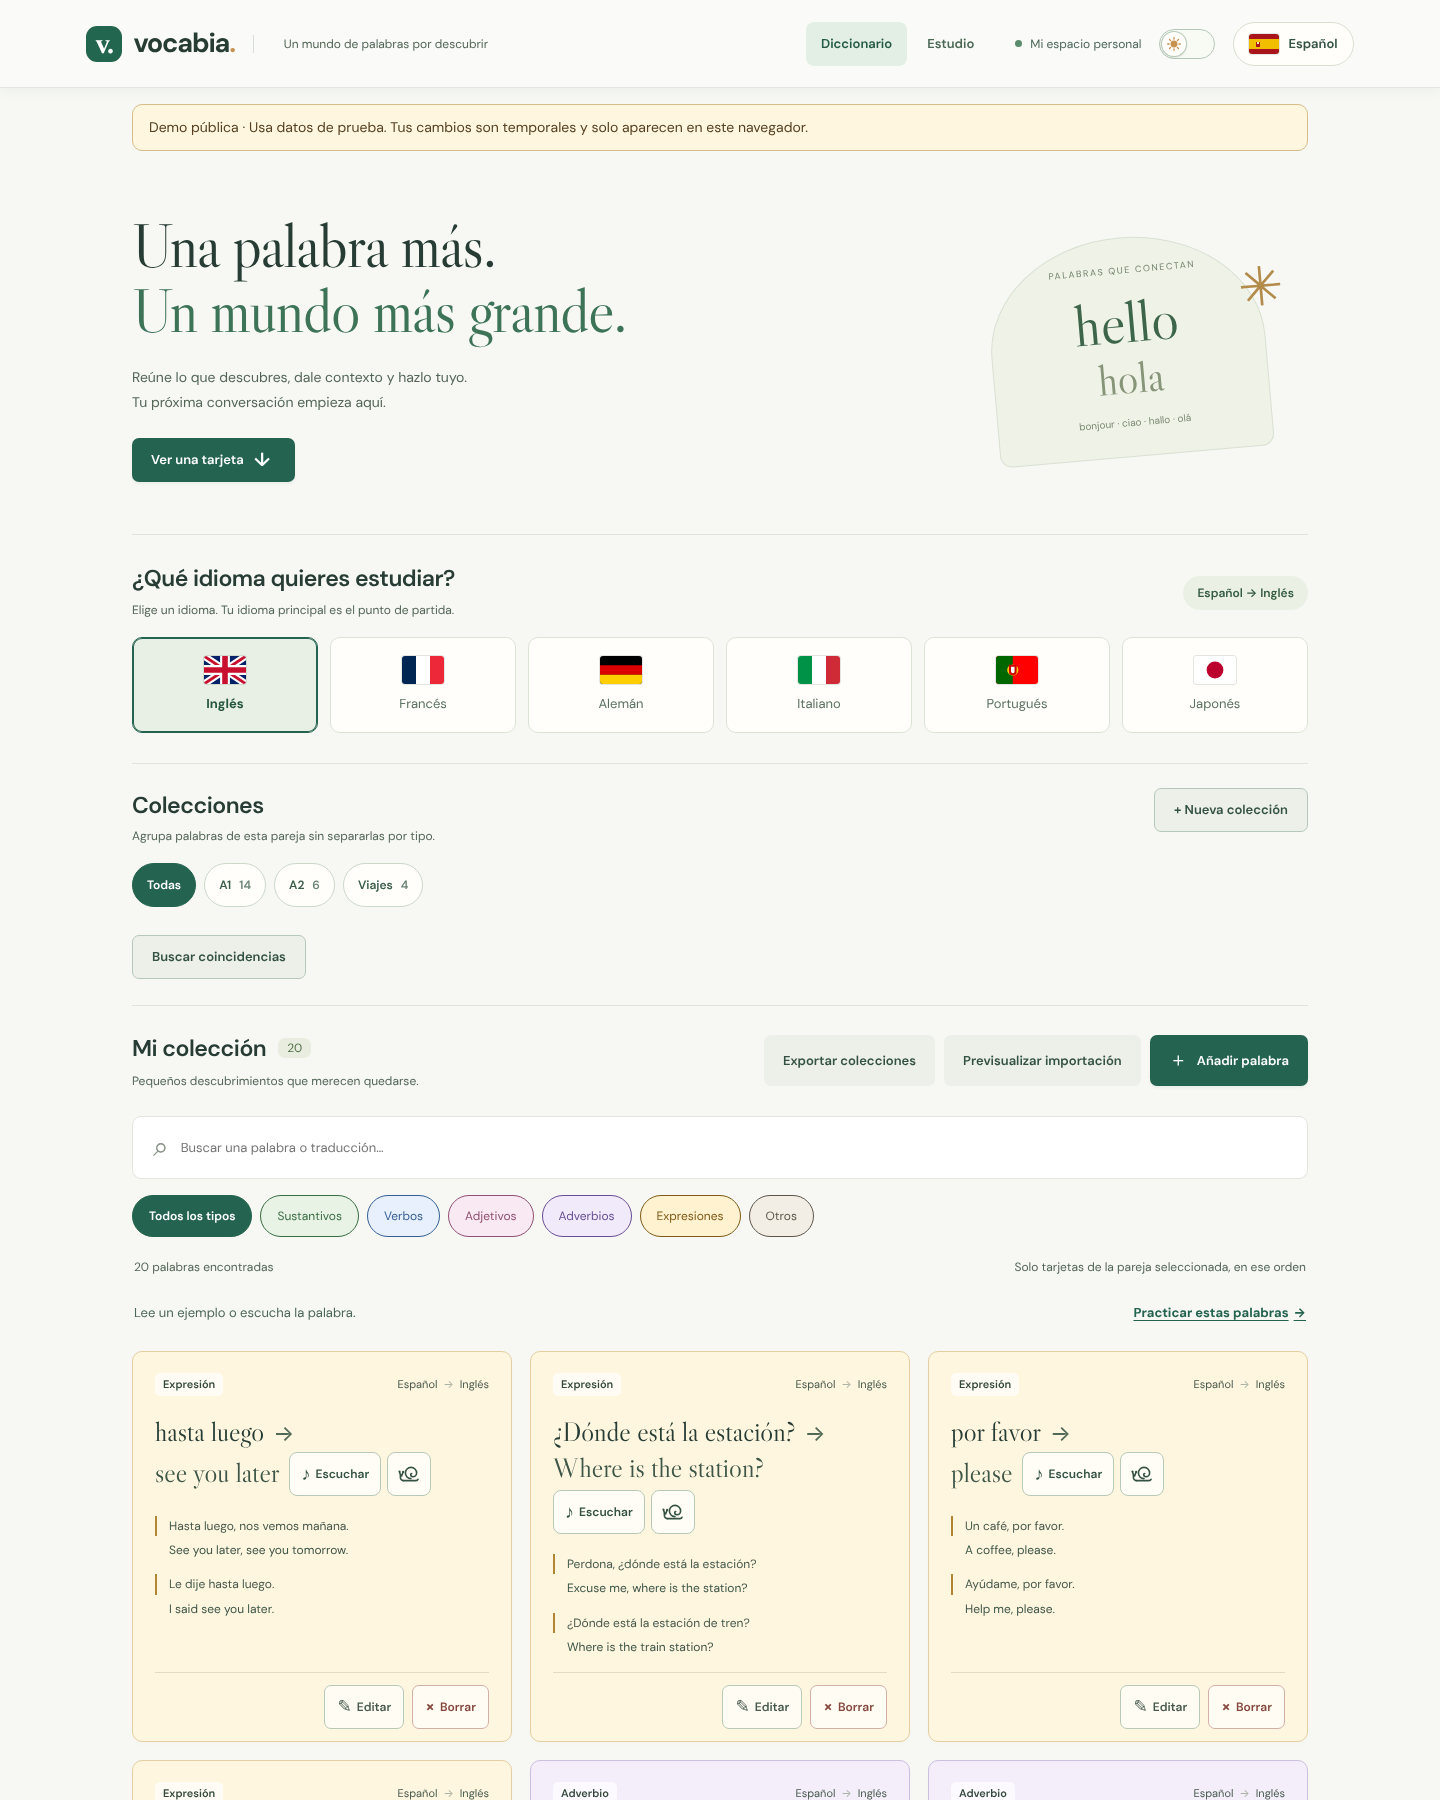 v. vocabia.
Un mundo de palabras por descubrir
Diccionario
Estudio
Mi espacio personal
Español
Demo pública · Usa datos de prueba. Tus cambios son temporales y solo aparecen en este navegador.
Una palabra más.
Un mundo más grande.
Reúne lo que descubres, dale contexto y hazlo tuyo.
Tu próxima conversación empieza aquí.
Ver una tarjeta ↓
PALABRAS QUE CONECTAN
hello
hola
bonjour · ciao · hallo · olá
¿Qué idioma quieres estudiar?
Elige un idioma. Tu idioma principal es el punto de partida.
Español → Inglés
Inglés
Francés
Alemán
Italiano
Portugués
Japonés
Colecciones
Agrupa palabras de esta pareja sin separarlas por tipo.
+ Nueva colección
Todas
A1 14
A2 6
Viajes 4
Buscar coincidencias
Mi colección 20
Pequeños descubrimientos que merecen quedarse.
Exportar colecciones
Previsualizar importación
+ Añadir palabra
Buscar una palabra o traducción...
Todos los tipos
Sustantivos
Verbos
Adjetivos
Adverbios
Expresiones
Otros
20 palabras encontradas
Solo tarjetas de la pareja seleccionada, en ese orden
Lee un ejemplo o escucha la palabra.
Practicar estas palabras →
Expresión
Español → Inglés
hasta luego →
see you later
♪ Escuchar
Hasta luego, nos vemos mañana.
See you later, see you tomorrow.
Le dije hasta luego.
I said see you later.
✎ Editar
× Borrar
Expresión
Español → Inglés
¿Dónde está la estación? →
Where is the station?
♪ Escuchar
Perdona, ¿dónde está la estación?
Excuse me, where is the station?
¿Dónde está la estación de tren?
Where is the train station?
✎ Editar
× Borrar
Expresión
Español → Inglés
por favor →
please
♪ Escuchar
Un café, por favor.
A coffee, please.
Ayúdame, por favor.
Help me, please.
✎ Editar
× Borrar
Expresión
Español → Inglés
Adverbio
Español → Inglés
Adverbio
Español → Inglés